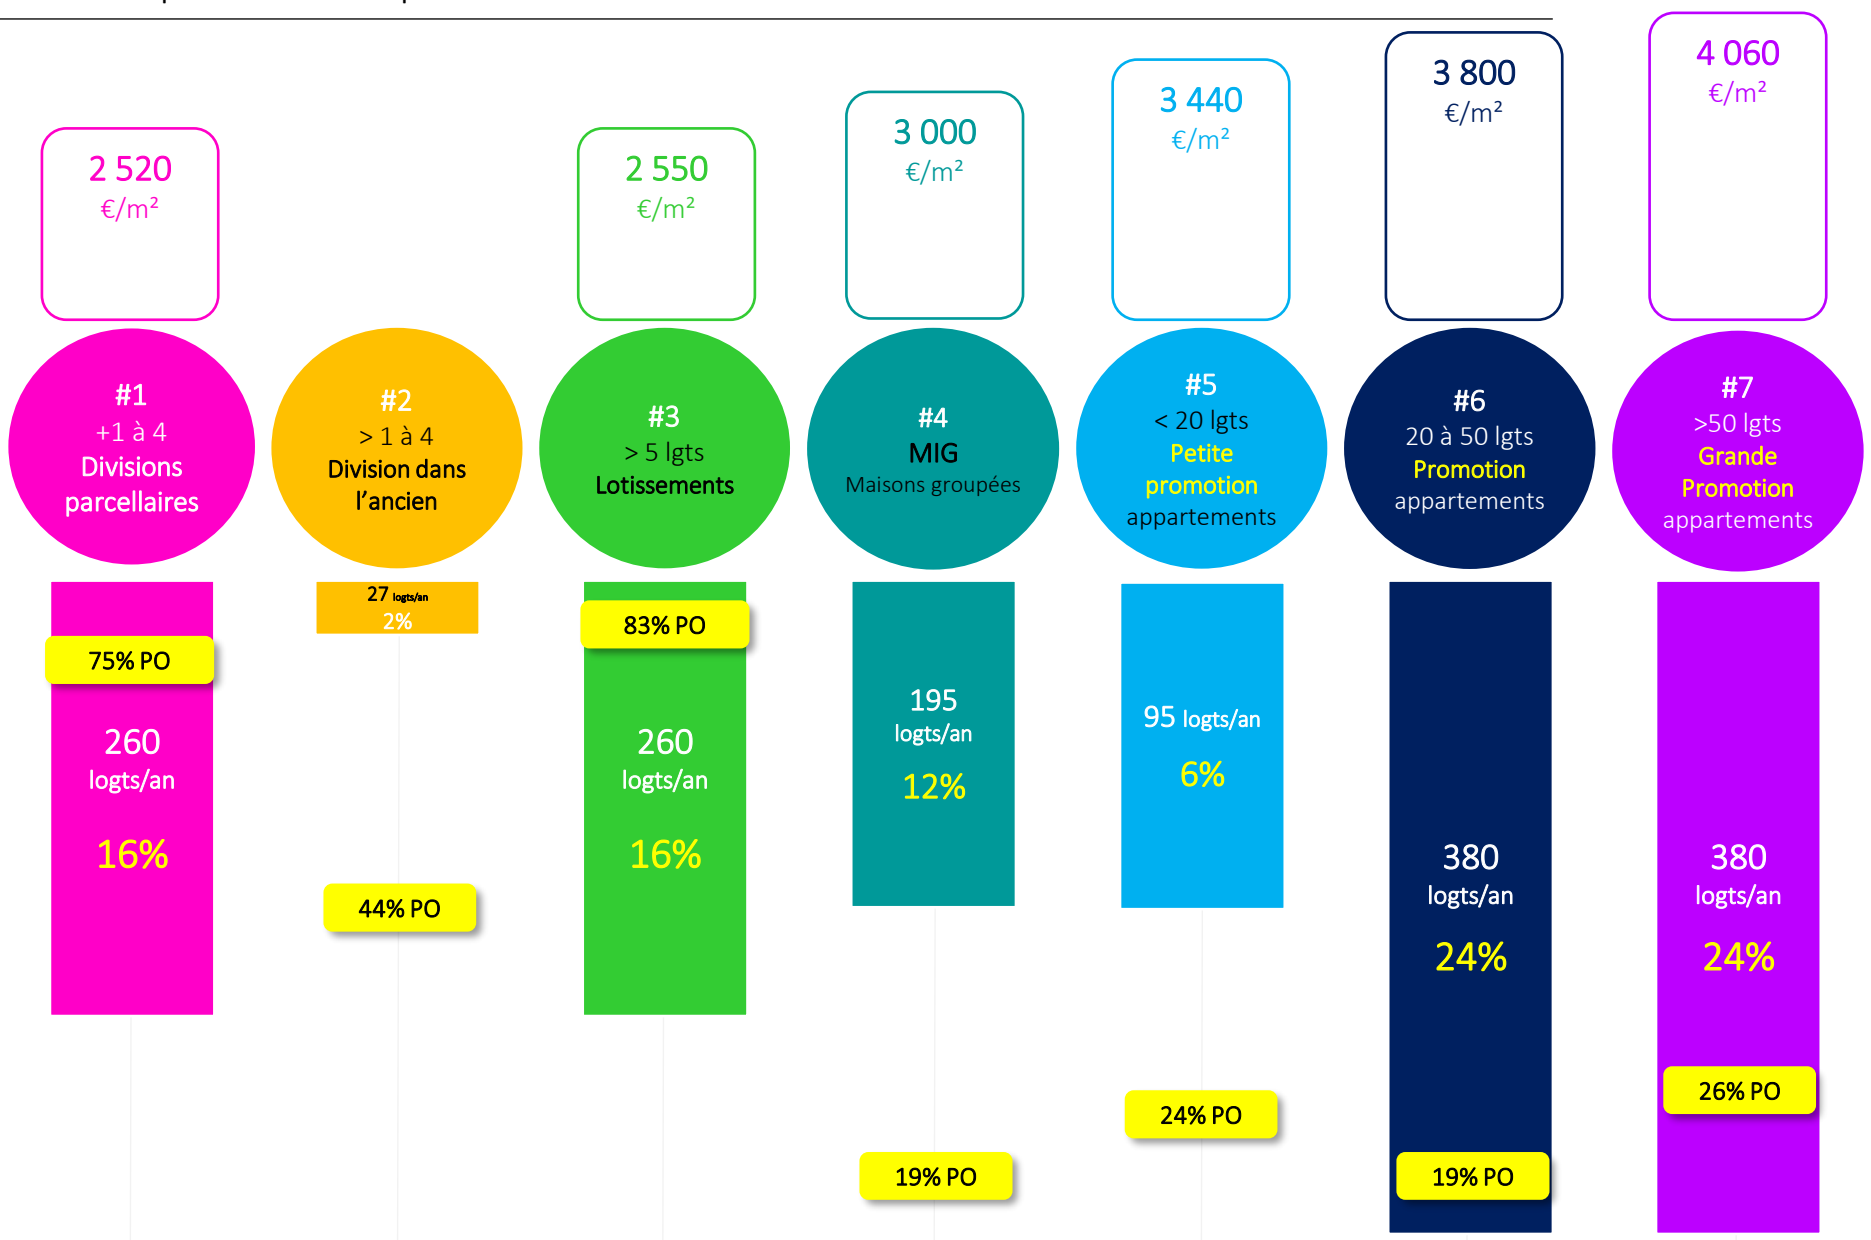 2 520
€/m²
2 550
€/m²
3 000
€/m²
3 440
€/m²
3 800
€/m²
4 060
€/m²
#1
+1 à 4
Divisions
parcellaires
#2
> 1 à 4
Division dans
l’ancien
#3
> 5 lgts
Lotissements
#4
MIG
Maisons groupées
#5
< 20 lgts
Petite
promotion
appartements
#6
20 à 50 lgts
Promotion
appartements
#7
>50 lgts
Grande
Promotion
appartements
75% PO
260
logts/an
16%
27 logts/an
2%
44% PO
83% PO
260
logts/an
16%
195
logts/an
12%
19% PO
95 logts/an
6%
24% PO
380
logts/an
24%
19% PO
380
logts/an
24%
26% PO